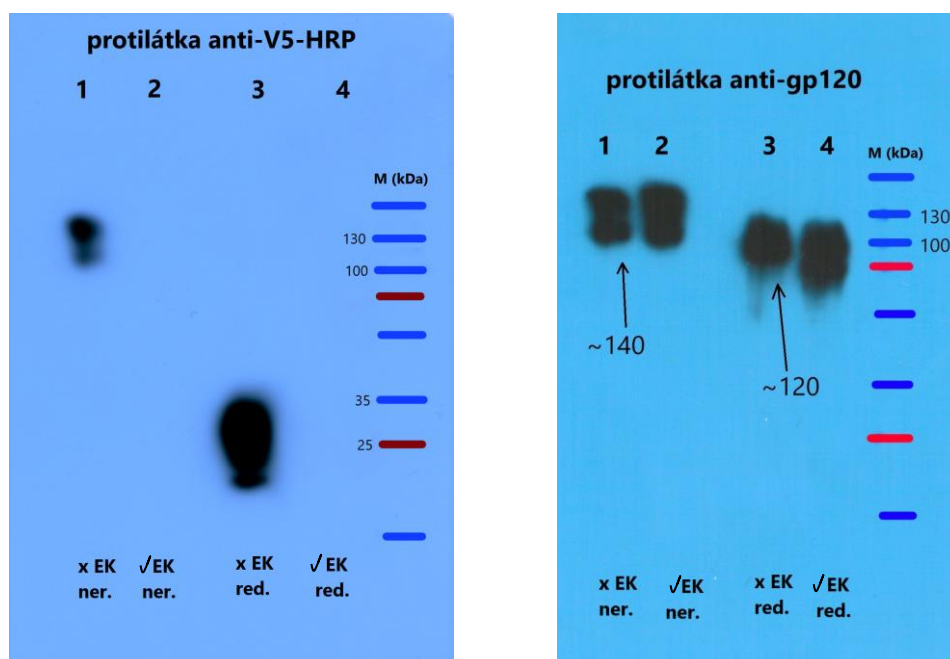 protilátka anti-V5-HRP
1 2 3 4
M (kDa)
130
100
35
25
x EK ✓EK x EK ✓EK
ner. ner. red. red.
protilátka anti-gp120
1 2 3 4
M (kDa)
130
100
~140
~120
x EK ✓EK x EK ✓EK
ner. ner. red. red.